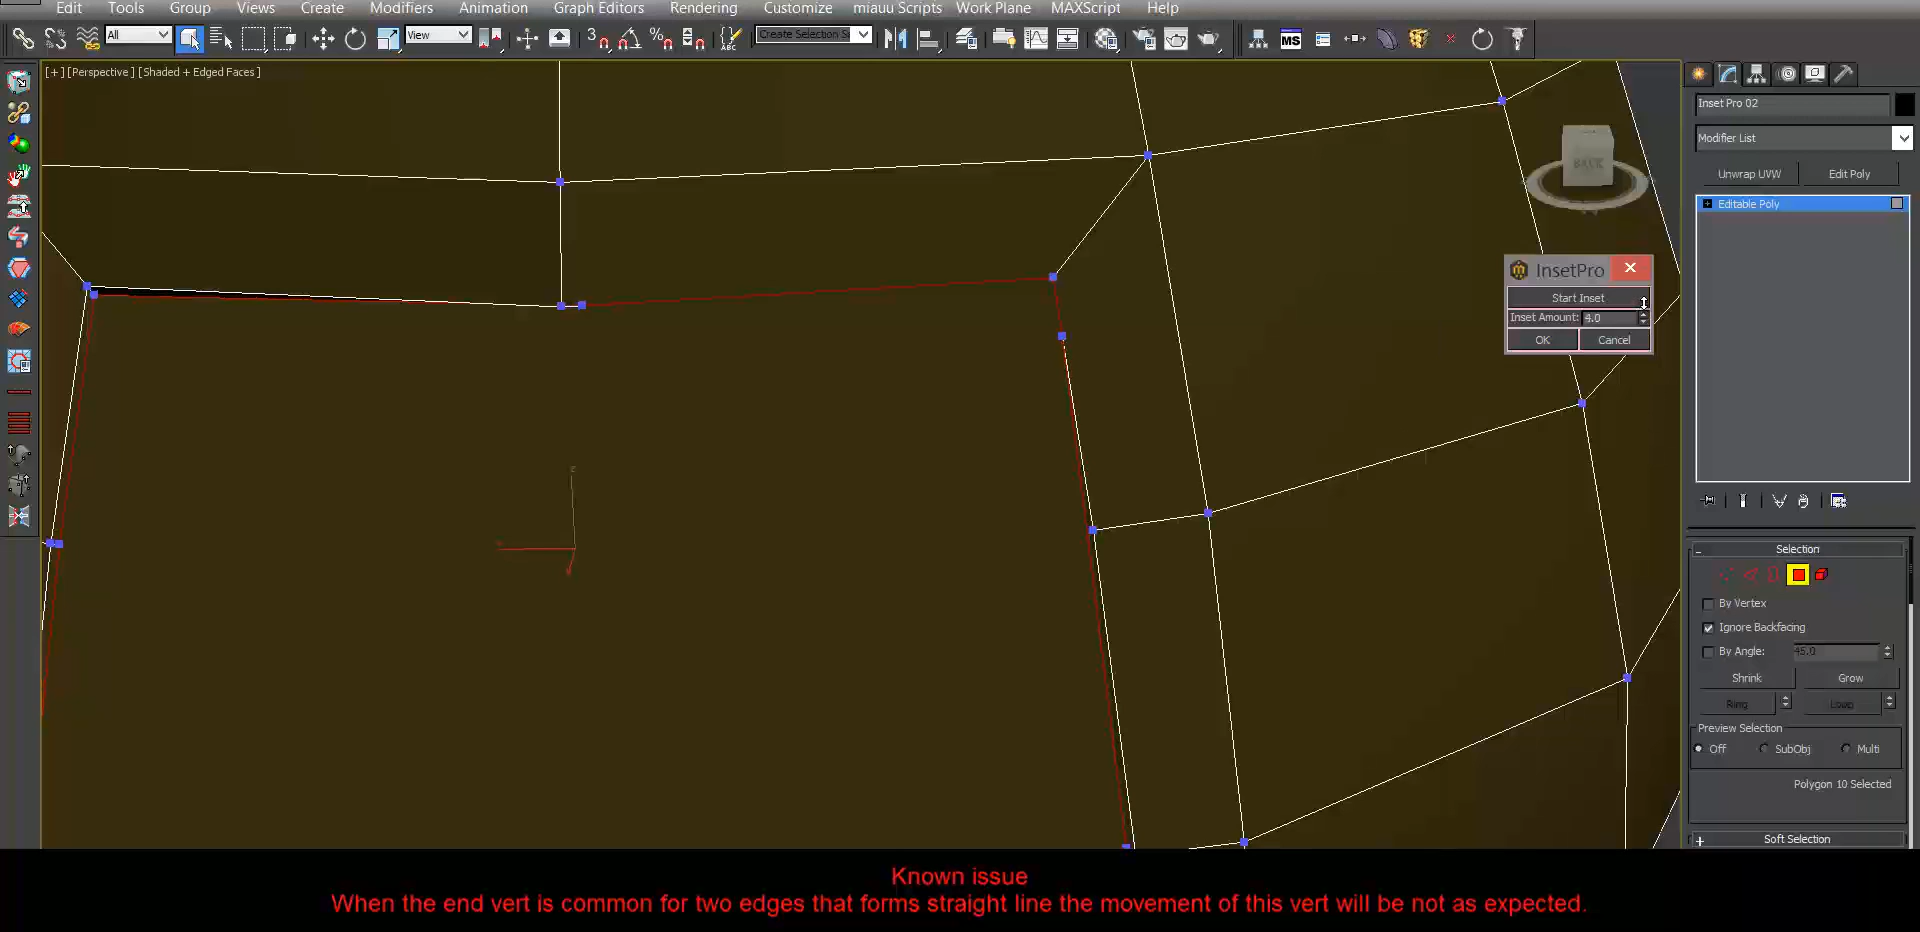 Edit Tools Group Views Create Modifiers Animation Graph Editors Rendering Customize miauu Scripts Work Plane MAXScript Help
All View ABC Create Selection Se MS
[+] [Perspective] [Shaded + Edged Faces]
BACK
Inset Pro 02
Modifier List
Unwrap UVW Edit Poly
Editable Poly
InsetPro
Start Inset
Inset Amount: 4.0
OK Cancel
Selection
By Vertex
Ignore Backfacing
By Angle: 45.0
Shrink Grow
Ring Loop
Preview Selection
Off SubObj Multi
Polygon 10 Selected
Soft Selection
Known issue
When the end vert is common for two edges that forms straight line the movement of this vert will be not as expected.